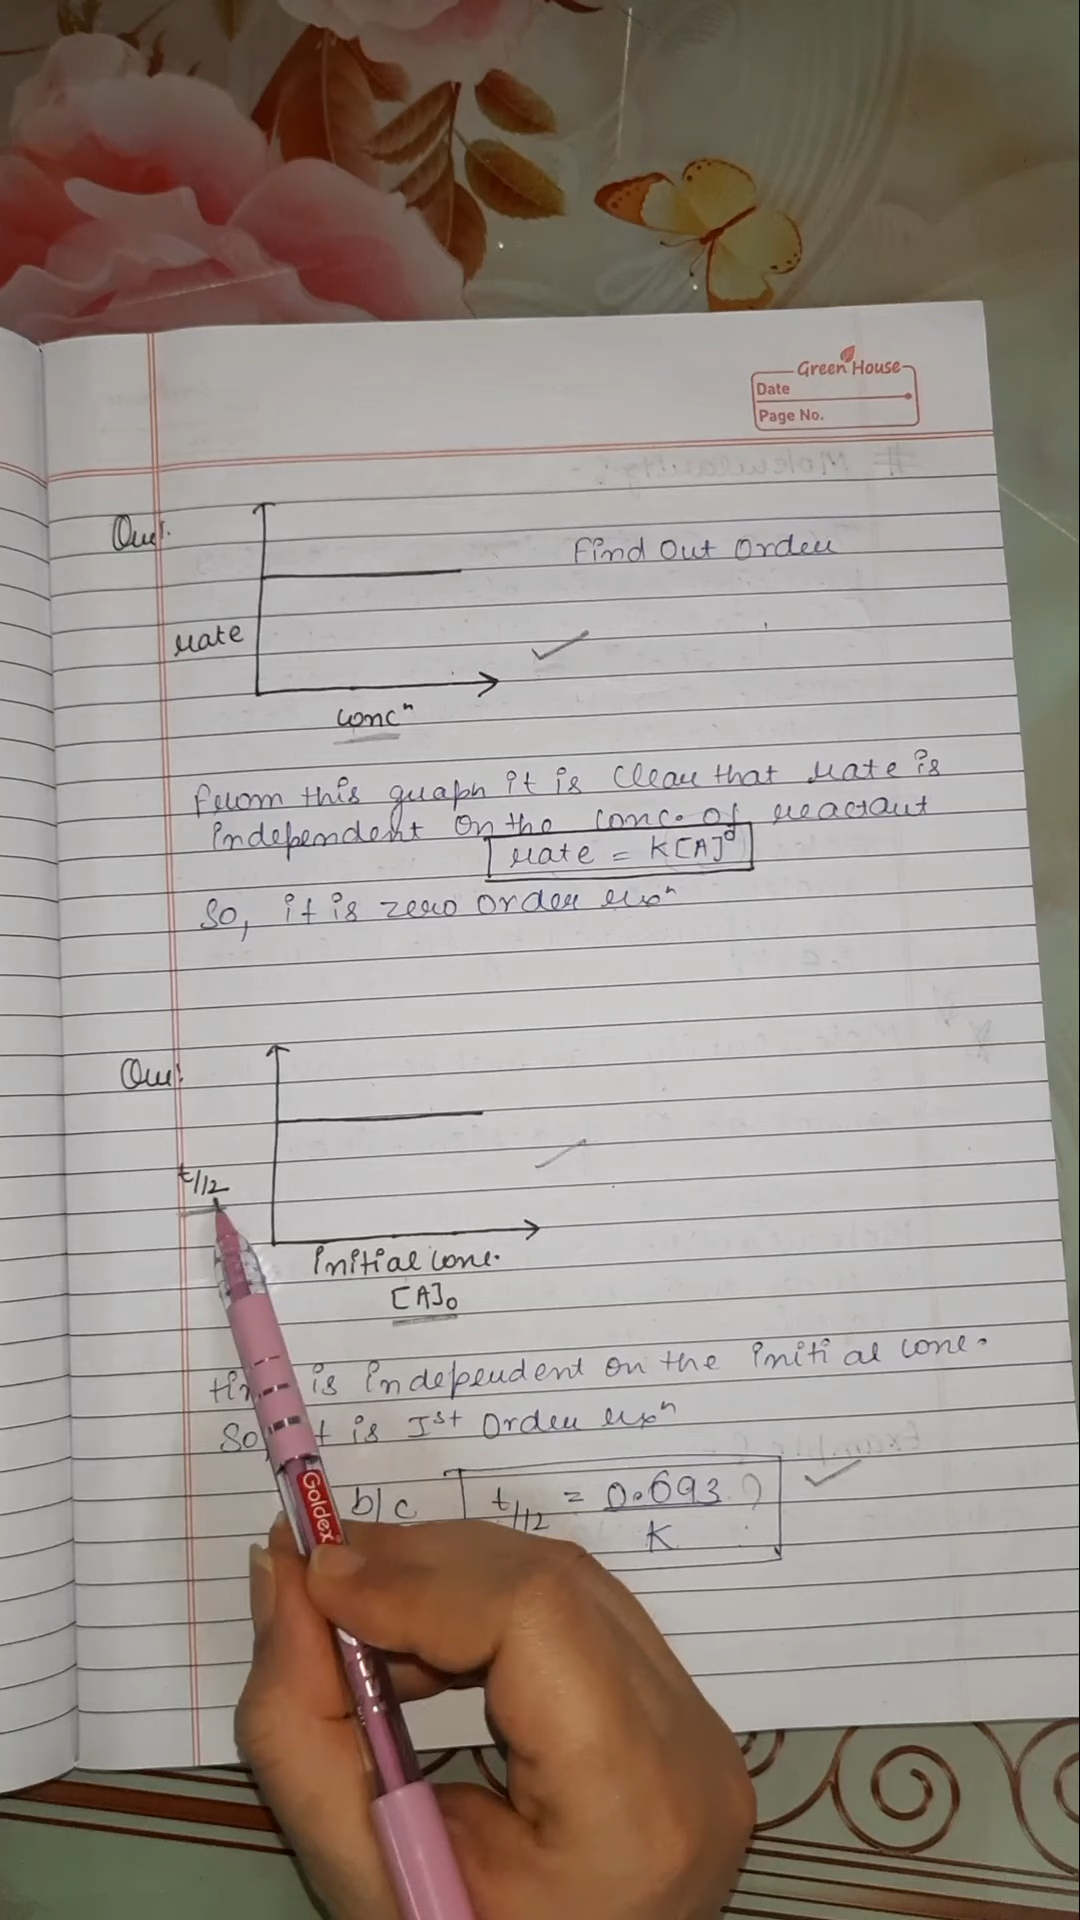 Green House
Date
Page No.
Que:
Find Out Order
rate
concⁿ
From this graph it is Clear that rate is
independent on the conc. of reactant
rate = K[A]⁰
So, it is zero order rxⁿ
Que:
t1/2
initial conc.
[A]₀
is independent on the initial conc.
So, it is Ist Order rxⁿ
b/c t1/2 = 0.693
K
Goldex